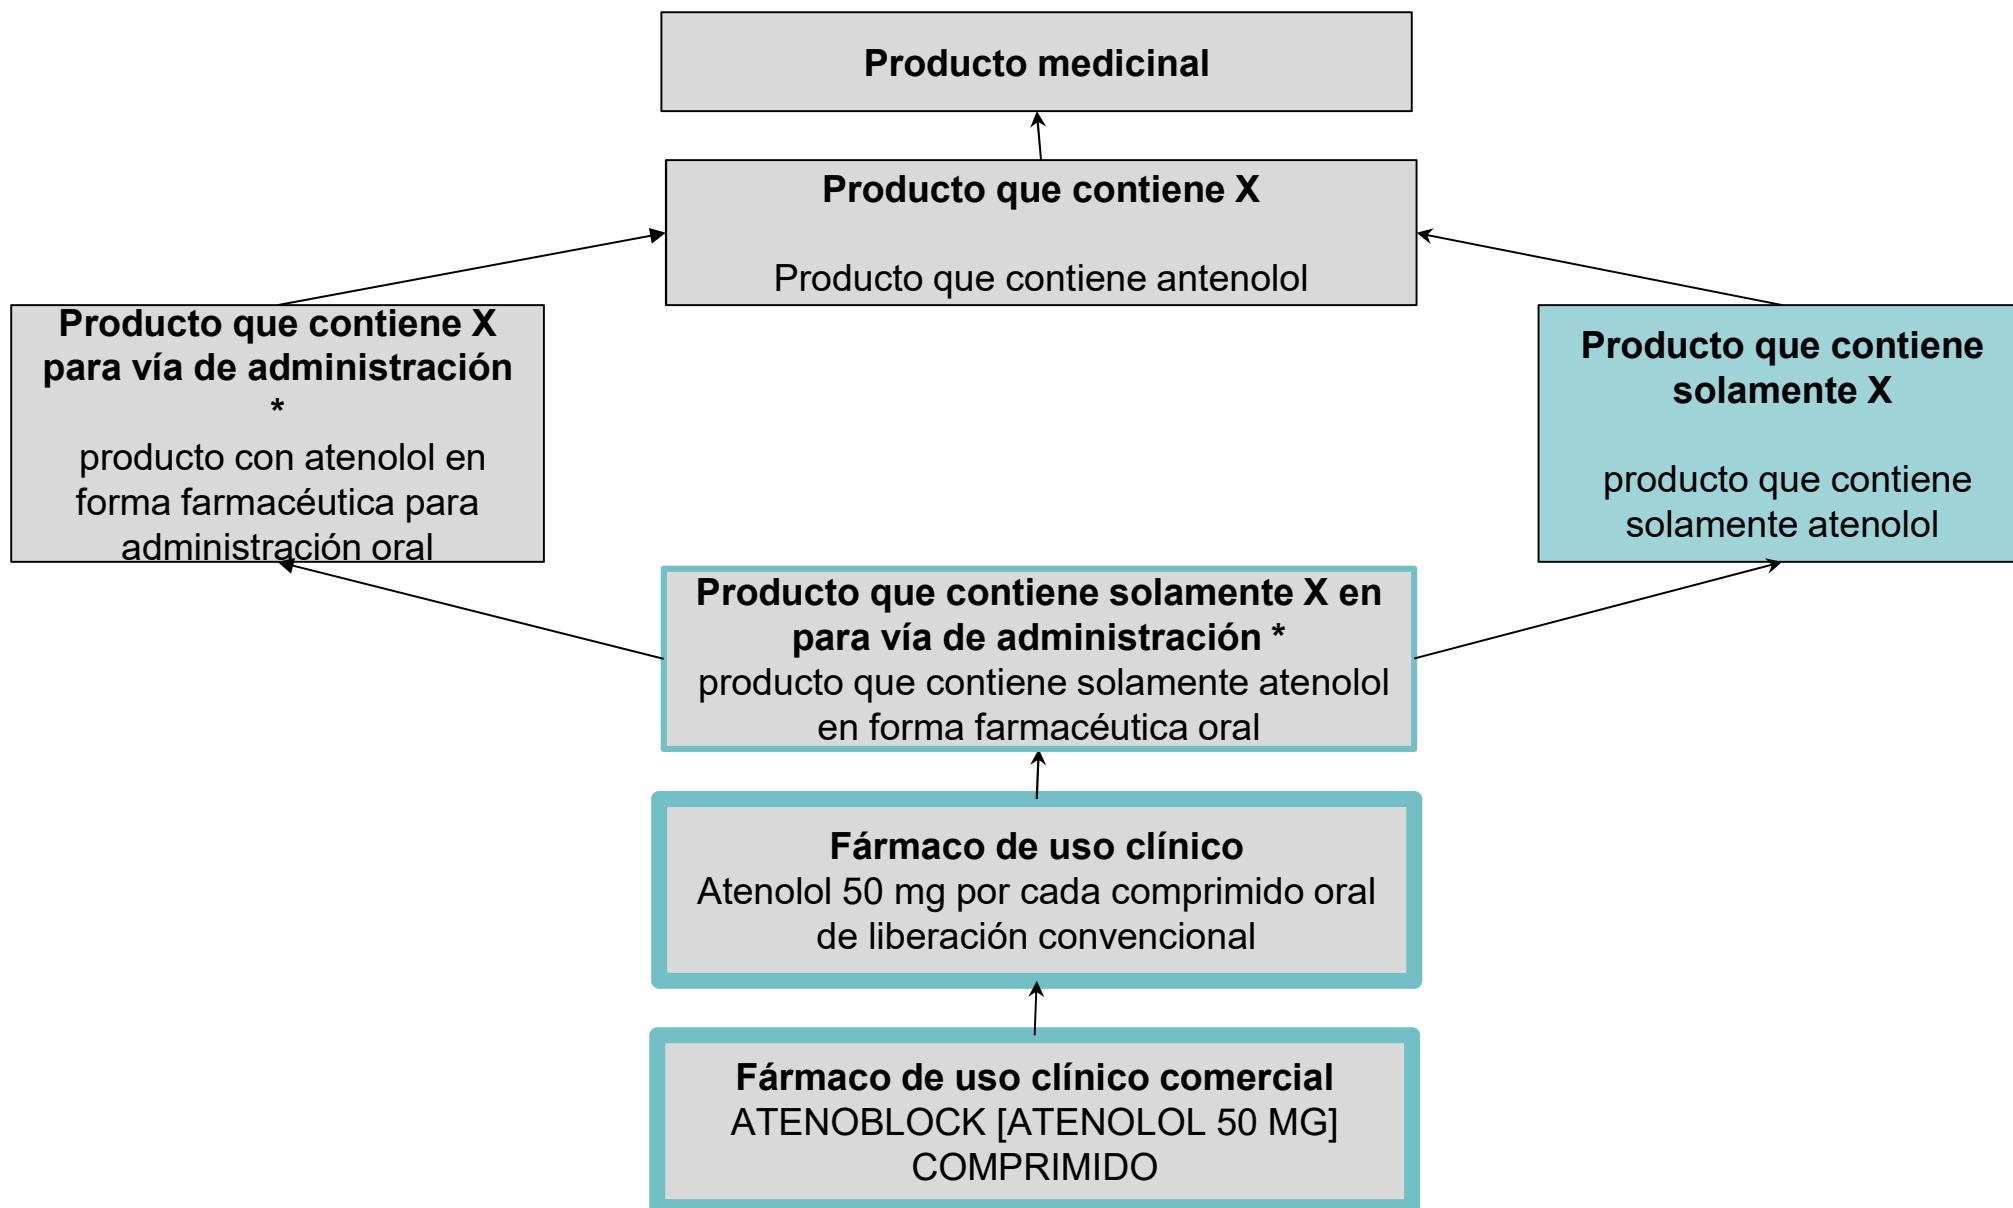 Producto medicinal
Producto que contiene X
Producto que contiene antenolol
Producto que contiene X
para vía de administración
*
producto con atenolol en
forma farmacéutica para
administración oral
Producto que contiene
solamente X
producto que contiene
solamente atenolol
Producto que contiene solamente X en
para vía de administración *
producto que contiene solamente atenolol
en forma farmacéutica oral
Fármaco de uso clínico
Atenolol 50 mg por cada comprimido oral
de liberación convencional
Fármaco de uso clínico comercial
ATENOBLOCK [ATENOLOL 50 MG]
COMPRIMIDO